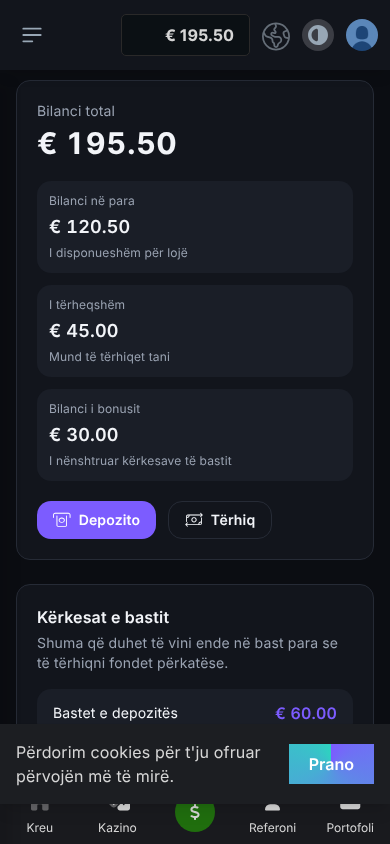 € 195.50
Bilanci total
€ 195.50
Bilanci në para
€ 120.50
I disponueshëm për lojë
I tërheqshëm
€ 45.00
Mund të tërhiqet tani
Bilanci i bonusit
€ 30.00
I nënshtruar kërkesave të bastit
Depozito
Tërhiq
Kërkesat e bastit
Shuma që duhet të vini ende në bast para se
të tërhiqni fondet përkatëse.
Bastet e depozitës € 60.00
Përdorim cookies për t'ju ofruar
përvojën më të mirë.
Prano
$
Kreu
Kazino
Referoni
Portofoli